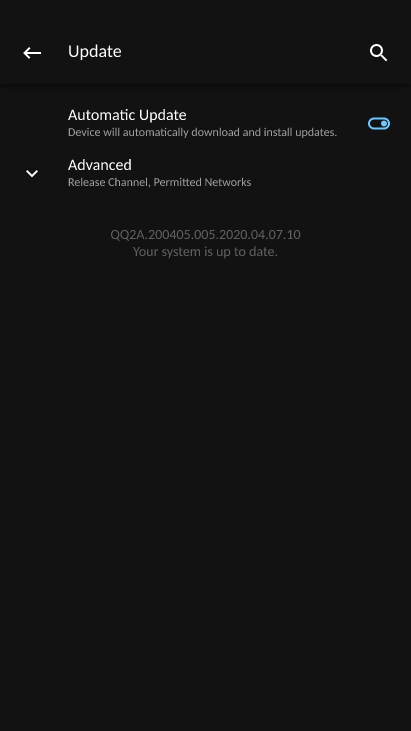 Update
Automatic Update
Device will automatically download and install updates.
Advanced
Release Channel, Permitted Networks
QQ2A.200405.005.2020.04.07.10
Your system is up to date.